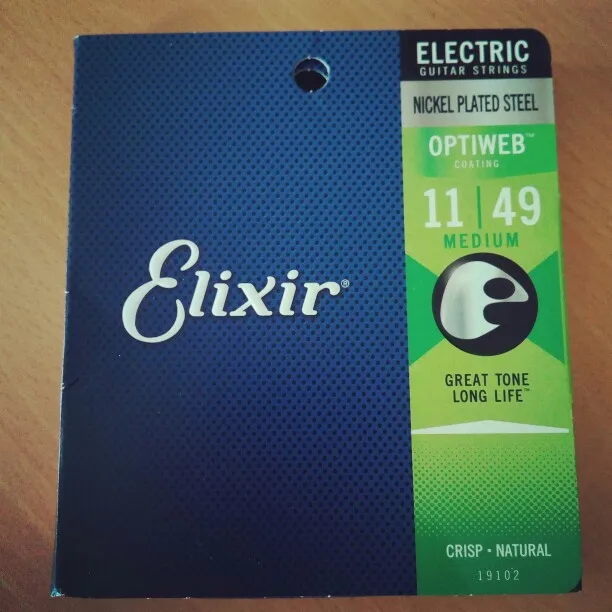 ELECTRIC
GUITAR STRINGS
NICKEL PLATED STEEL
OPTIWEB™
COATING
11 | 49
MEDIUM
Elixir®
GREAT TONE
LONG LIFE™
CRISP • NATURAL
19102